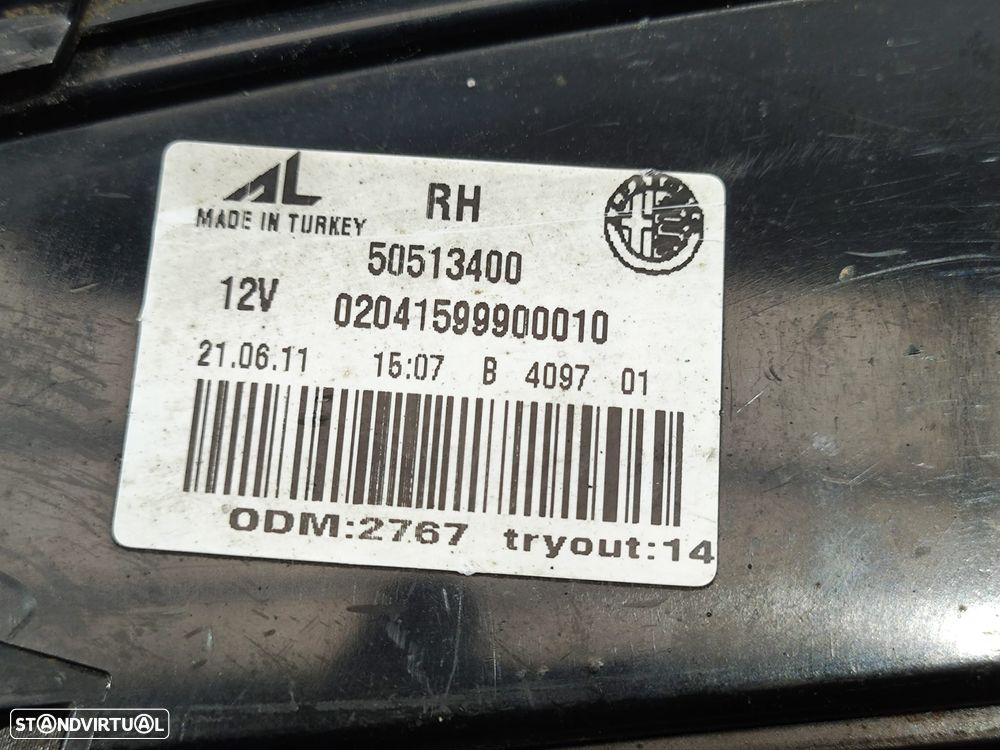 AL
RH
MADE IN TURKEY
50513400
12V
02041599900010
21.06.11 15:07 B 4097 01
ODM:2767 tryout:14
STANDVIRTUAL